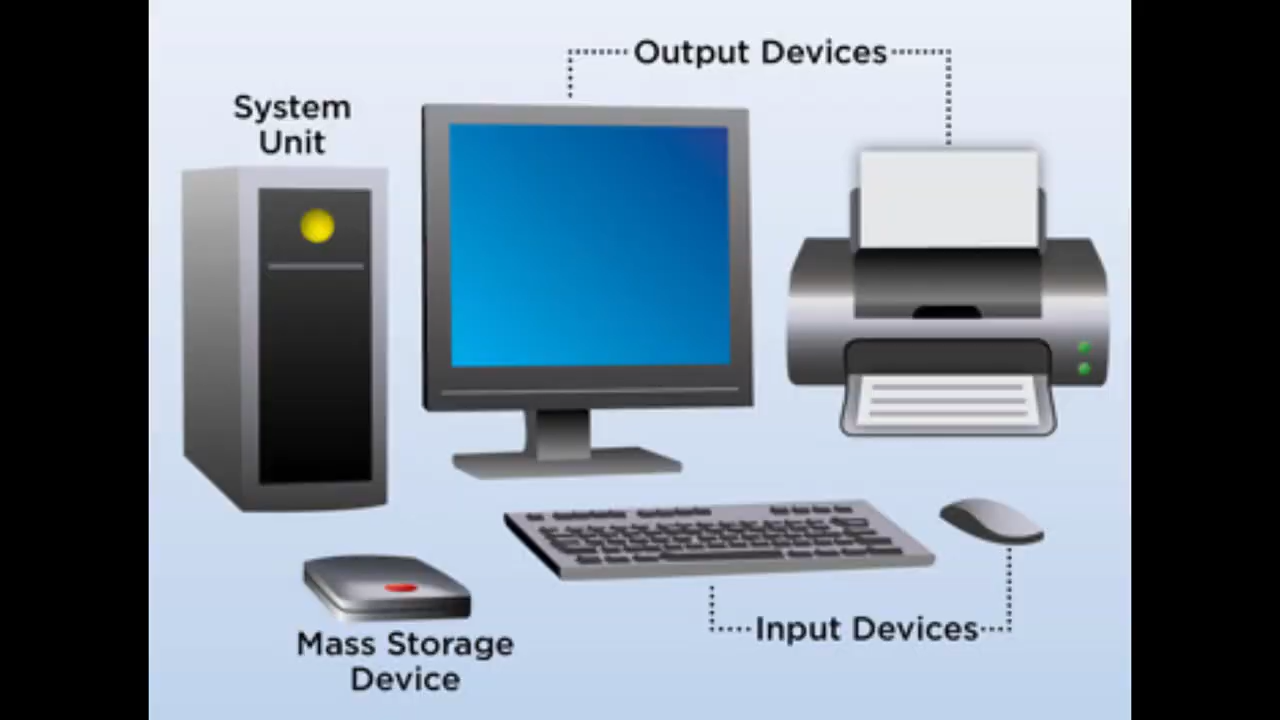 Output Devices
System
Unit
Input Devices
Mass Storage
Device